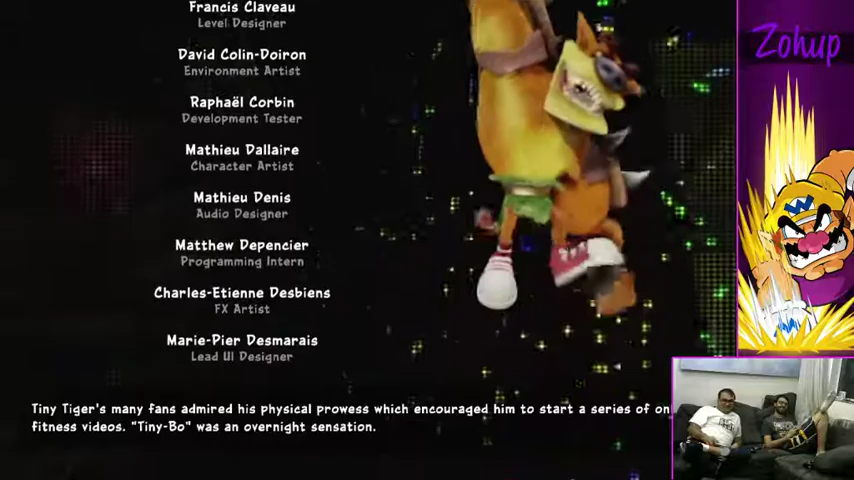 Francis Claveau
Level Designer
David Colin-Doiron
Environment Artist
Raphaël Corbin
Development Tester
Mathieu Dallaire
Character Artist
Mathieu Denis
Audio Designer
Matthew Depencier
Programming Intern
Charles-Etienne Desbiens
FX Artist
Marie-Pier Desmarais
Lead UI Designer
Tiny Tiger's many fans admired his physical prowess which encouraged him to start a series of on
fitness videos. "Tiny-Bo" was an overnight sensation.
Zohup
W